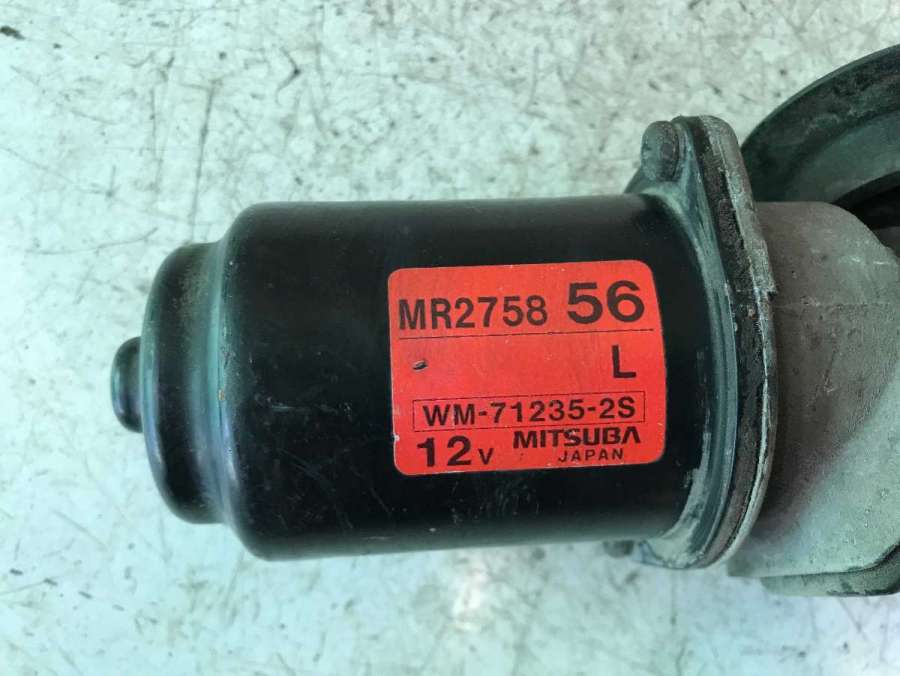 MR2758 56
L
WM-71235-2S
12V MITSUBA
JAPAN